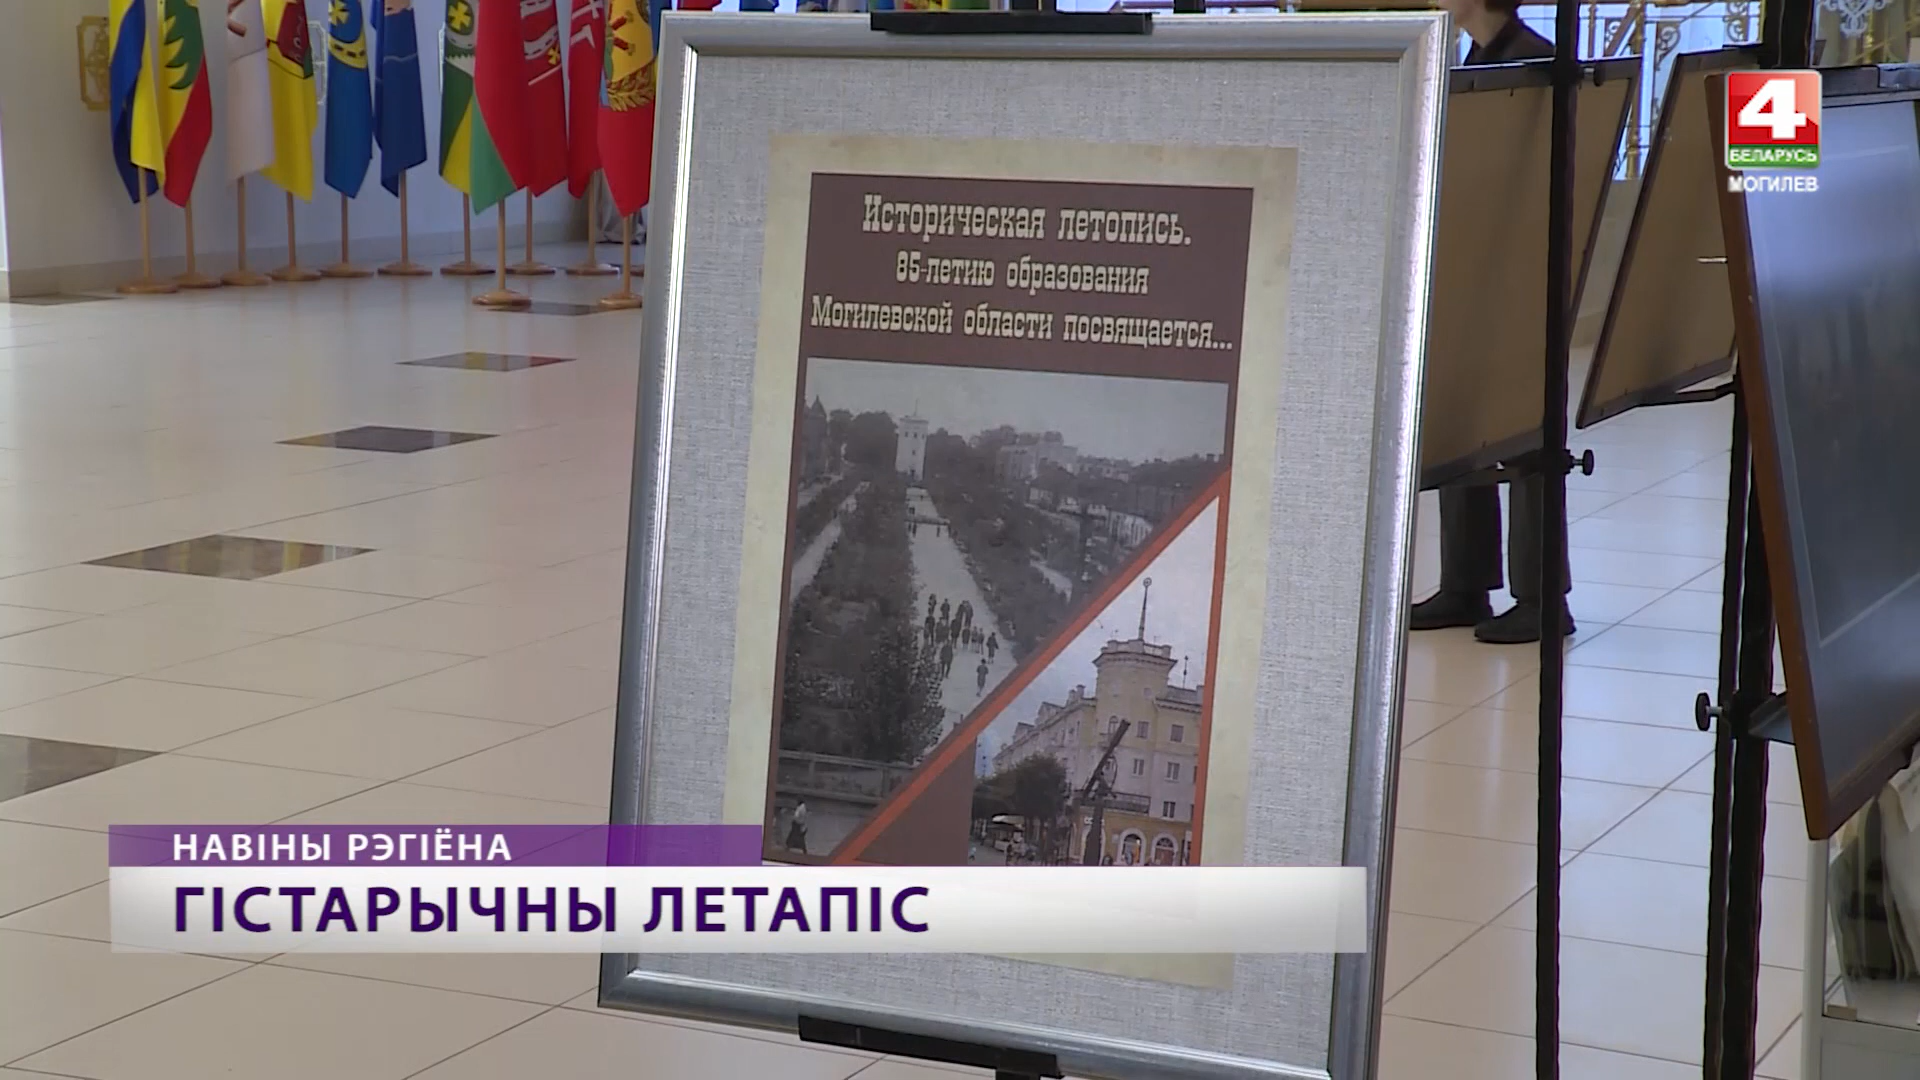 4
БЕЛАРУСЬ
МОГИЛЕВ
Историческая летопись.
85-летию образования
Могилевской области посвящается...
НАВІНЫ РЭГІЁНА
ГІСТАРЫЧНЫ ЛЕТАПІС